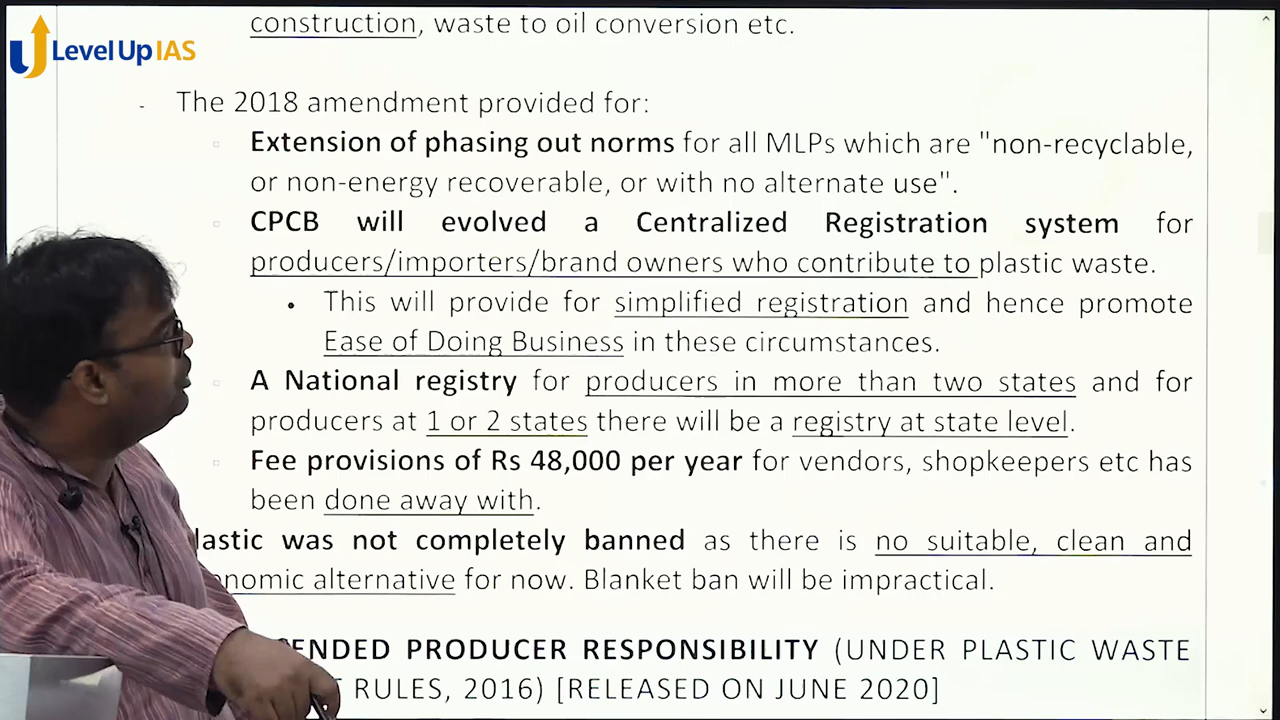 Level Up IAS
construction, waste to oil conversion etc.
- The 2018 amendment provided for:
Extension of phasing out norms for all MLPs which are "non-recyclable,
or non-energy recoverable, or with no alternate use".
CPCB will evolved a Centralized Registration system for
producers/importers/brand owners who contribute to plastic waste.
• This will provide for simplified registration and hence promote
Ease of Doing Business in these circumstances.
A National registry for producers in more than two states and for
producers at 1 or 2 states there will be a registry at state level.
Fee provisions of Rs 48,000 per year for vendors, shopkeepers etc has
been done away with.
lastic was not completely banned as there is no suitable, clean and
nomic alternative for now. Blanket ban will be impractical.
ENDED PRODUCER RESPONSIBILITY (UNDER PLASTIC WASTE
RULES, 2016) [RELEASED ON JUNE 2020]